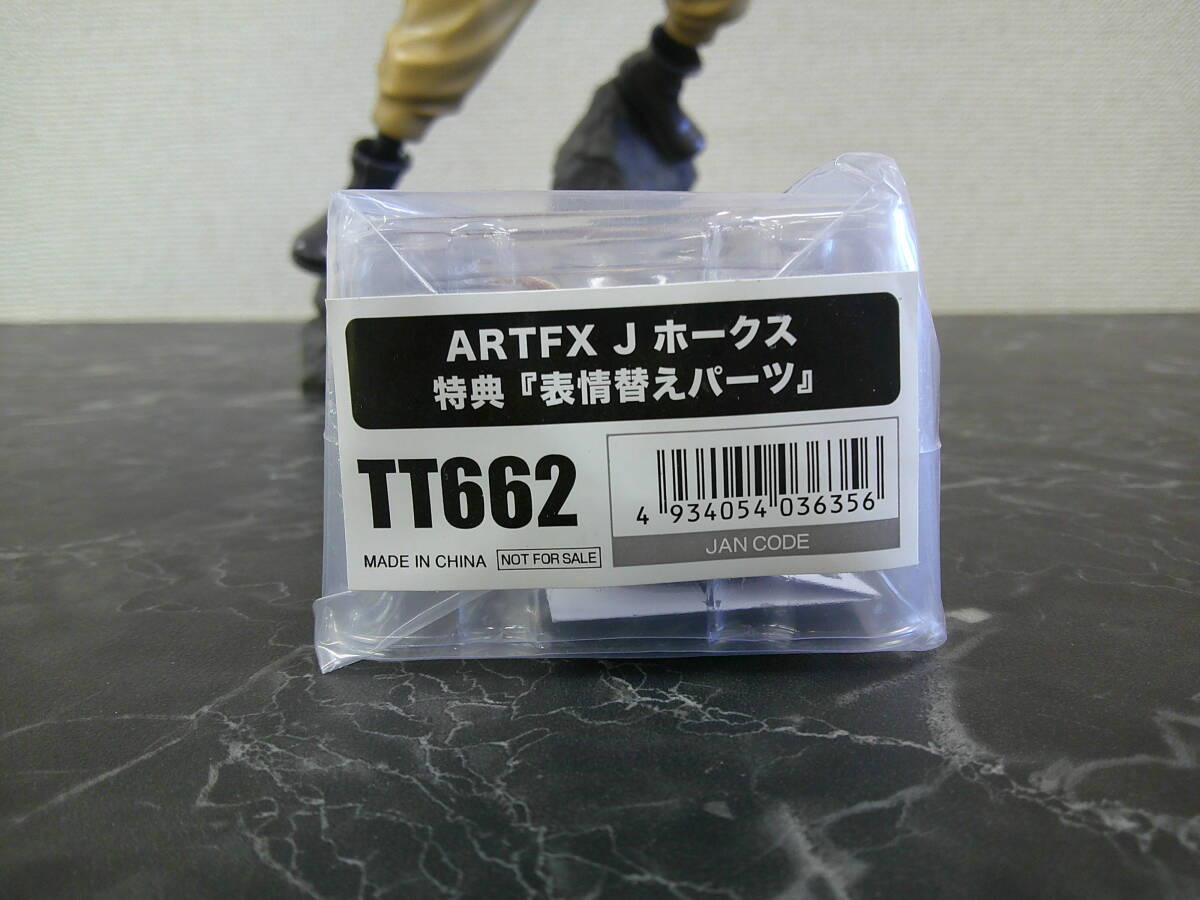 ARTFX J ホークス
特典『表情替えパーツ』
TT662
4 934054 036356
JAN CODE
MADE IN CHINA NOT FOR SALE